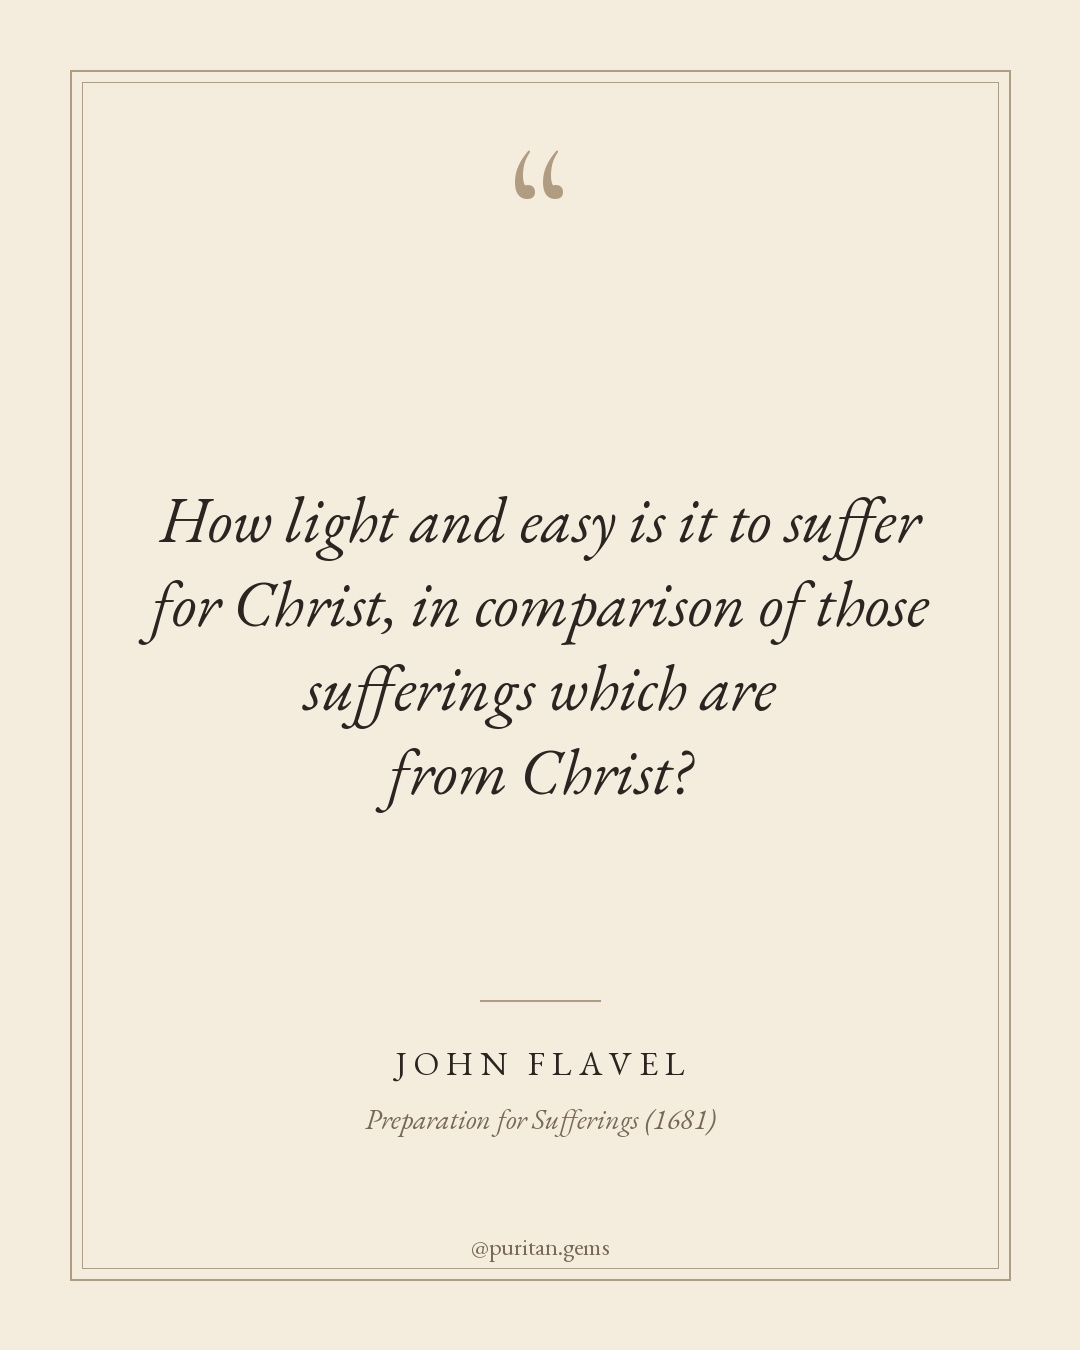 “
How light and easy is it to suffer
for Christ, in comparison of those
sufferings which are
from Christ?
JOHN FLAVEL
Preparation for Sufferings (1681)
@puritan.gems